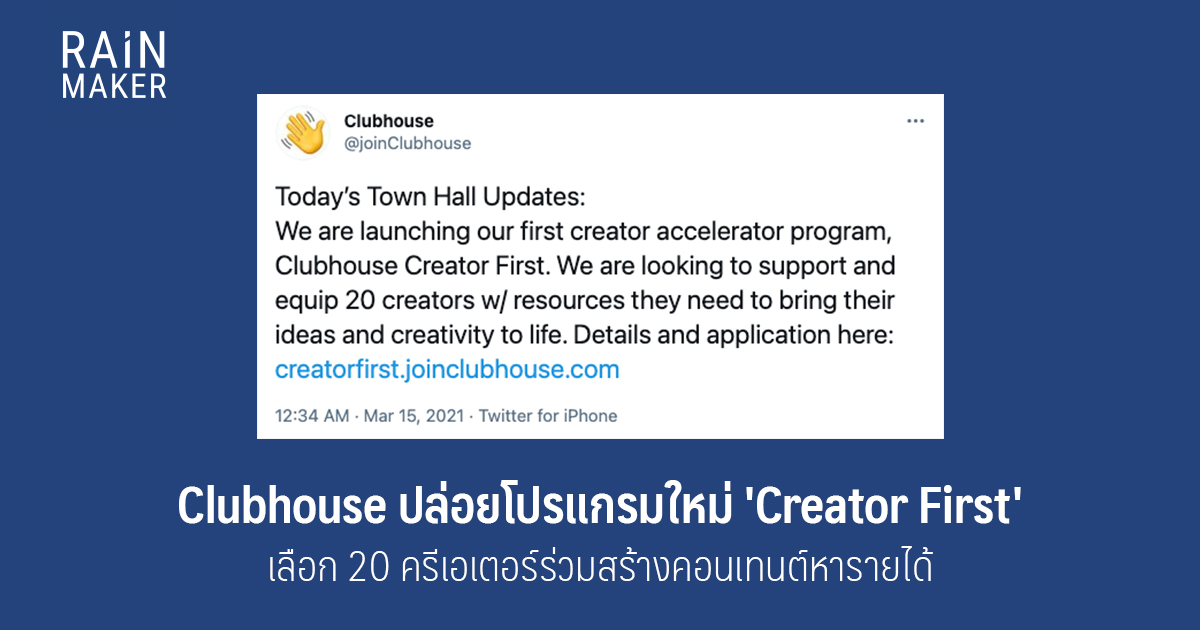 RAiN
MAKER
Clubhouse
@joinClubhouse
Today’s Town Hall Updates:
We are launching our first creator accelerator program,
Clubhouse Creator First. We are looking to support and
equip 20 creators w/ resources they need to bring their
ideas and creativity to life. Details and application here:
creatorfirst.joinclubhouse.com
12:34 AM · Mar 15, 2021 · Twitter for iPhone
Clubhouse ปล่อยโปรแกรมใหม่ 'Creator First'
เลือก 20 ครีเอเตอร์ร่วมสร้างคอนเทนต์หารายได้